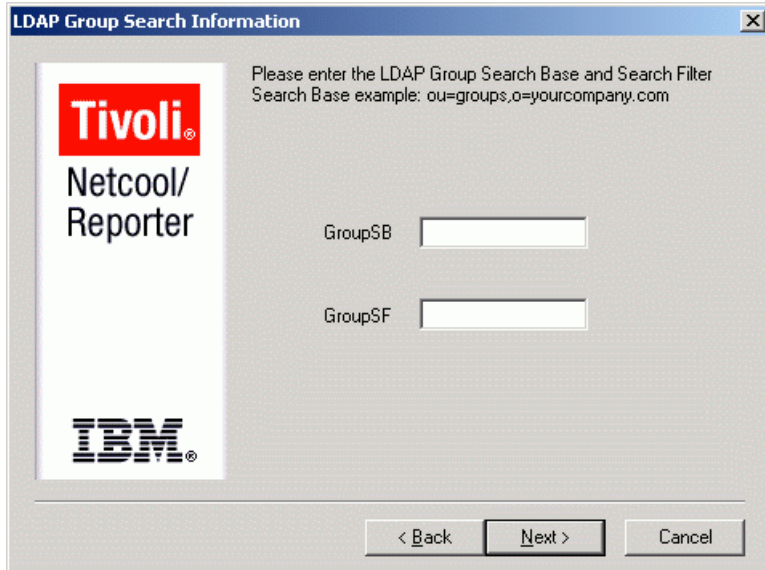 LDAP Group Search Information
Please enter the LDAP Group Search Base and Search Filter
Search Base example: ou=groups,o=yourcompany.com
Tivoli®
Netcool/
Reporter
GroupSB
GroupSF
IBM®
< Back
Next >
Cancel